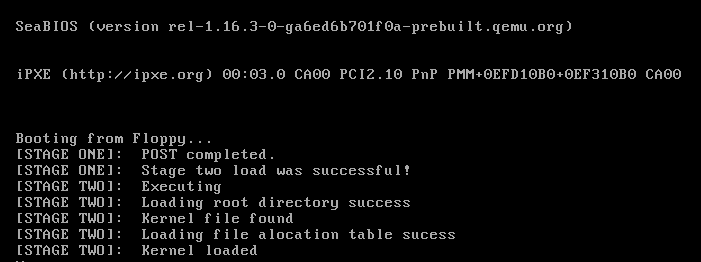 SeaBIOS (version rel-1.16.3-0-ga6ed6b701f0a-prebuilt.qemu.org)
iPXE (http://ipxe.org) 00:03.0 CA00 PCI2.10 PnP PMM+0EFD10B0+0EF310B0 CA00
Booting from Floppy...
[STAGE ONE]:  POST completed.
[STAGE ONE]:  Stage two load was successful!
[STAGE TWO]:  Executing
[STAGE TWO]:  Loading root directory success
[STAGE TWO]:  Kernel file found
[STAGE TWO]:  Loading file alocation table sucess
[STAGE TWO]:  Kernel loaded